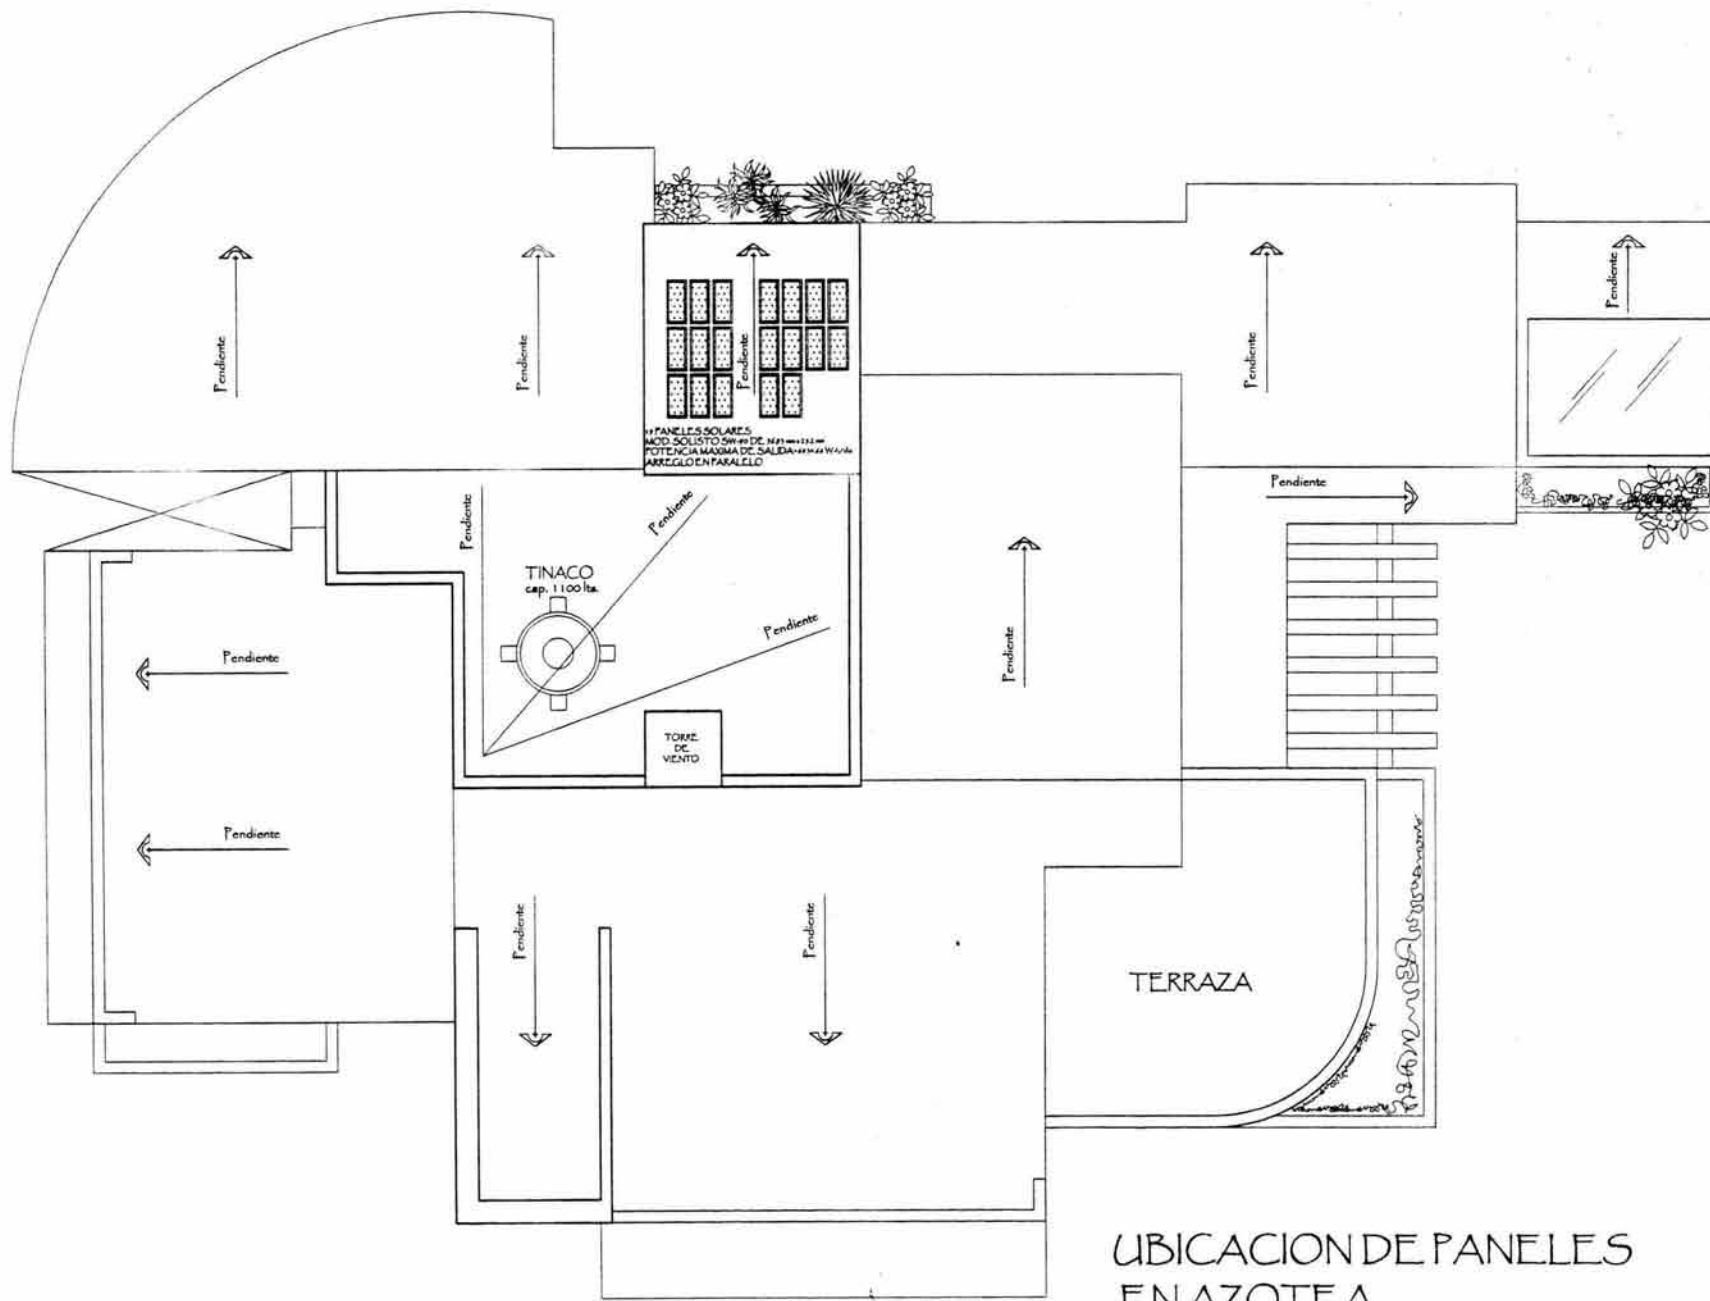 Pendiente
Pendiente
Pendiente
Pendiente
Pendiente
PANELES SOLARES
MOD. SOLISTO SW-
POTENCIA MAXIMA DE SALIDA
ARREGLO EN PARALELO
Pendiente
Pendiente
Pendiente
TINACO
cap. 1100 lts.
Pendiente
Pendiente
Pendiente
TORRE
DE
VIENTO
Pendiente
Pendiente
Pendiente
TERRAZA
UBICACION DE PANELES
EN AZOTEA